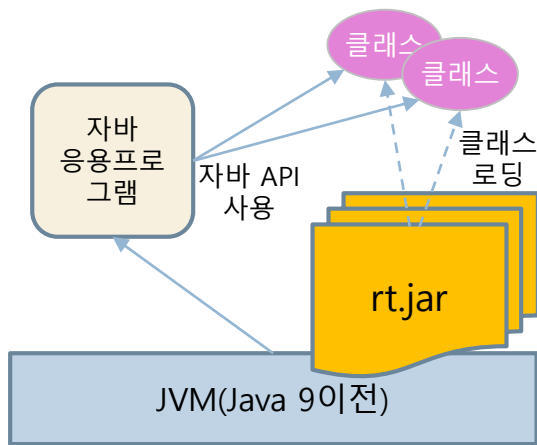 클래스
클래스
자바
응용프로
그램
자바 API
사용
클래스
로딩
rt.jar
JVM(Java 9이전)